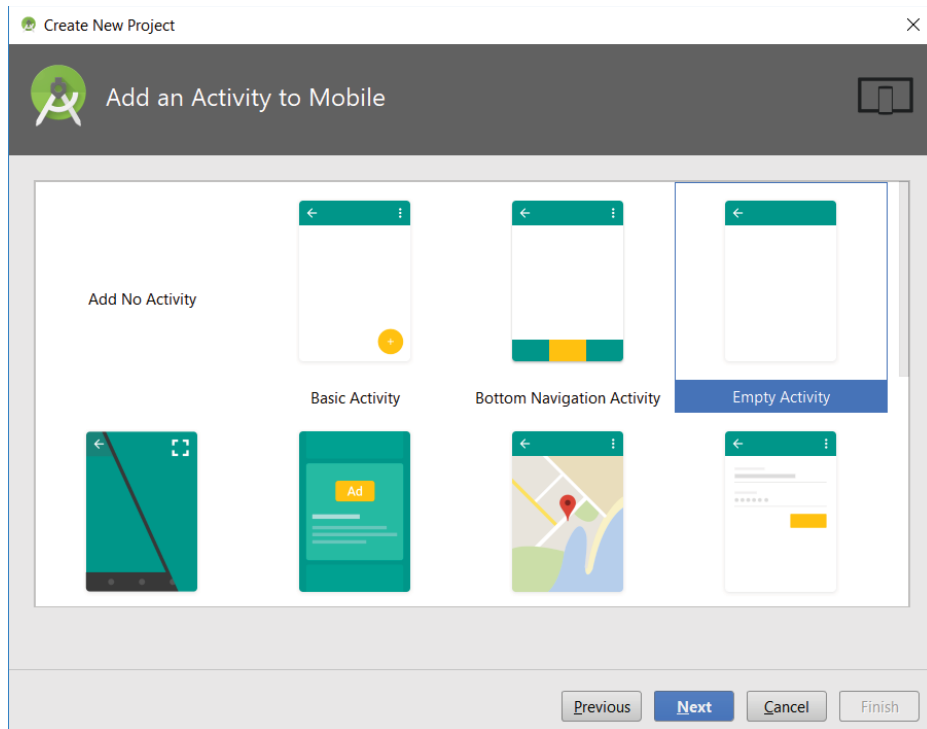 Create New Project
Add an Activity to Mobile
Add No Activity
Basic Activity
Bottom Navigation Activity
Empty Activity
Ad
Previous
Next
Cancel
Finish